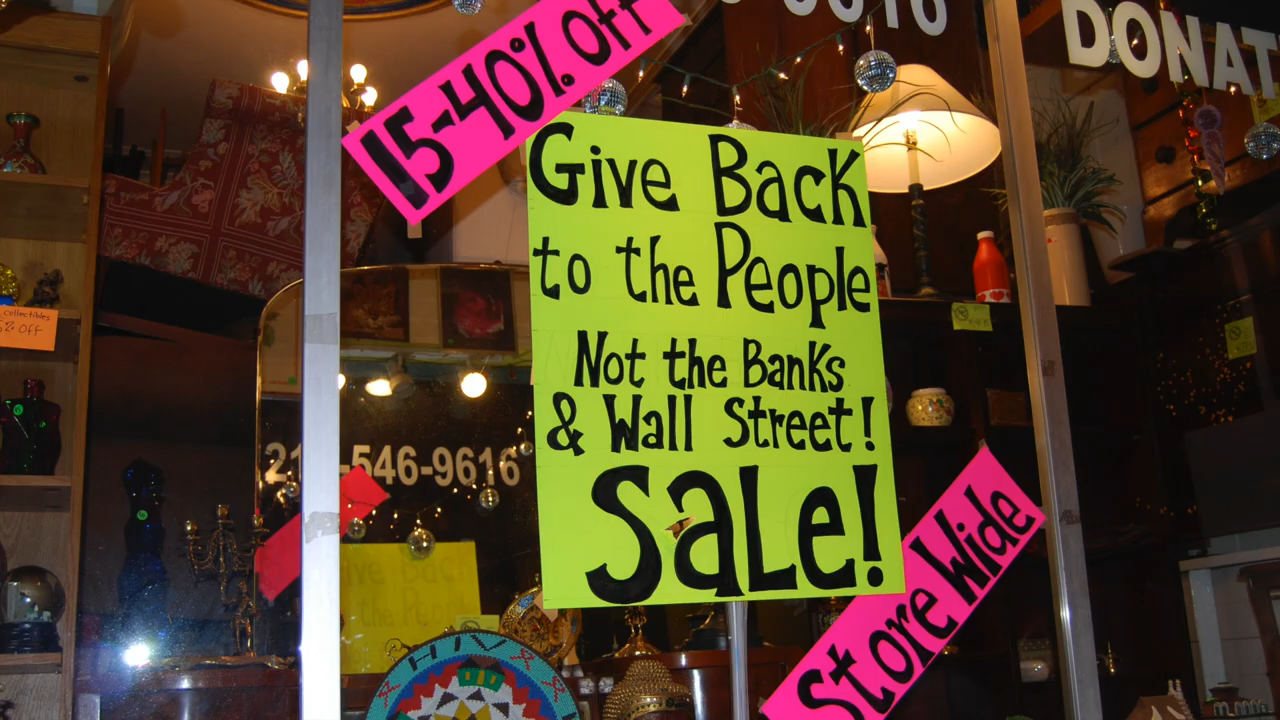 15-40% off
DONAT
Give Back
to the People
Not the Banks
& Wall Street!
Sale!
collectibles
% OFF
-546-9616
Store Wide
HIV